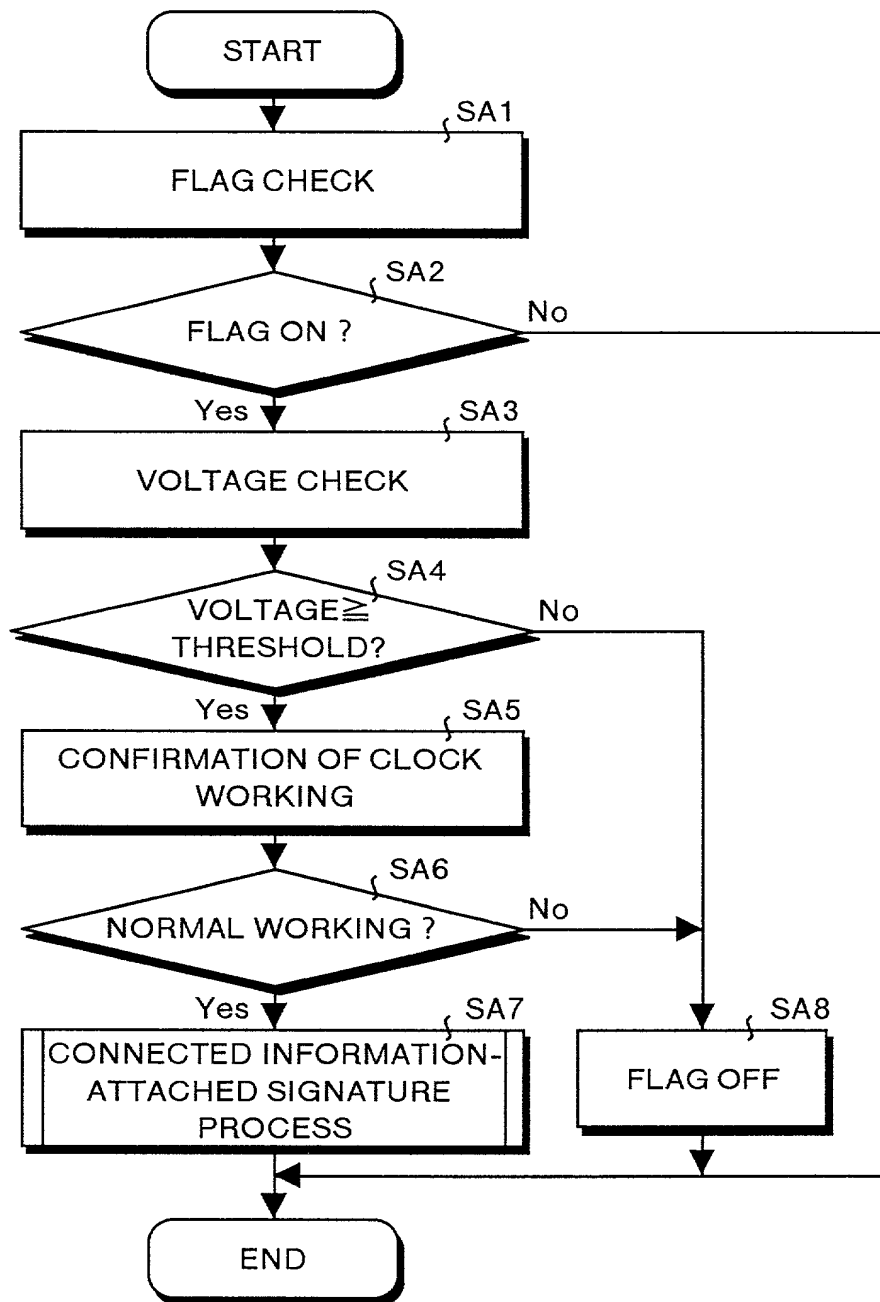 START
SA1
FLAG CHECK
SA2
FLAG ON ?
No
Yes
SA3
VOLTAGE CHECK
SA4
VOLTAGE≧
THRESHOLD?
No
Yes
SA5
CONFIRMATION OF CLOCK
WORKING
SA6
NORMAL WORKING ?
No
Yes
SA7
CONNECTED INFORMATION-
ATTACHED SIGNATURE
PROCESS
SA8
FLAG OFF
END